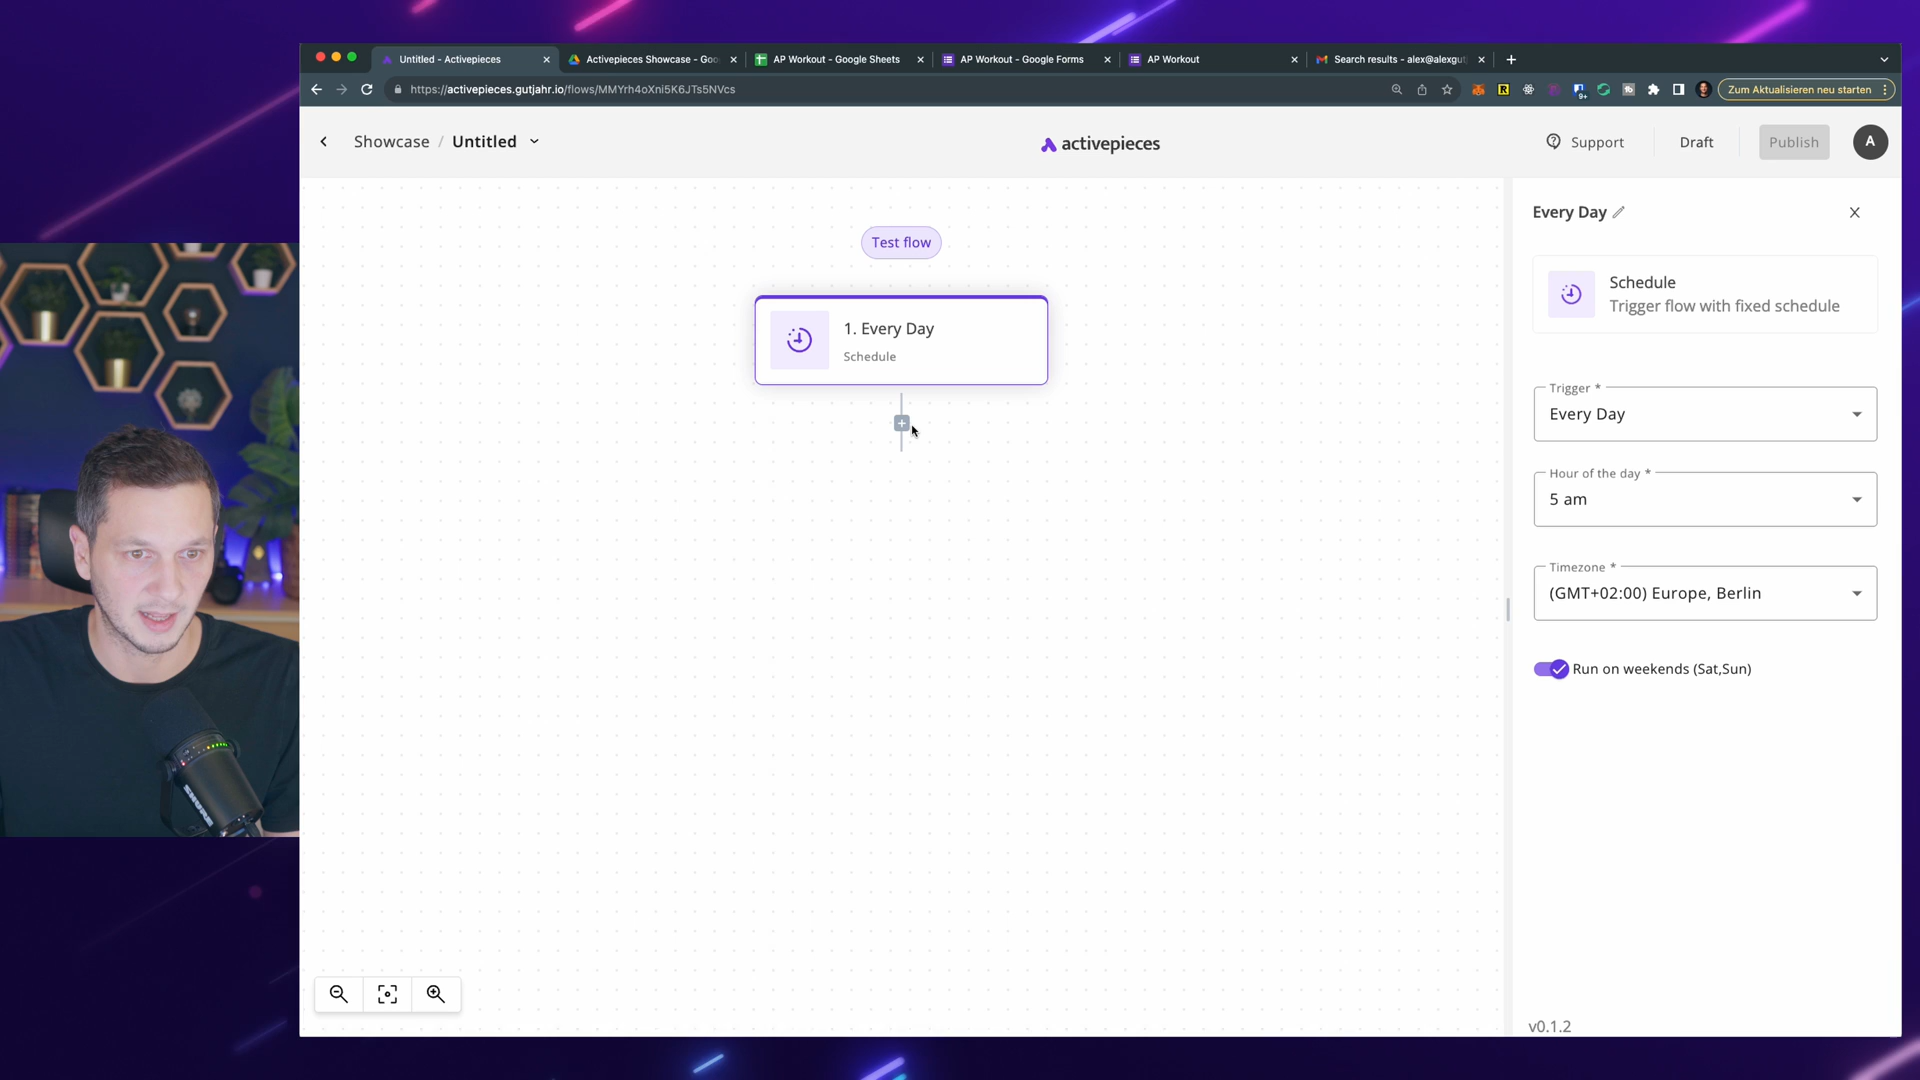 Untitled - Activepieces
Activepieces Showcase - Goo
AP Workout - Google Sheets
AP Workout - Google Forms
AP Workout
Search results - alex@alexgut
https://activepieces.gutjahr.io/flows/MMYrh4oXni5K6JTs5NVcs
9+
Zum Aktualisieren neu starten
Showcase / Untitled
activepieces
Support
Draft
Publish
A
Test flow
1. Every Day
Schedule
Every Day
Schedule
Trigger flow with fixed schedule
Trigger *
Every Day
Hour of the day *
5 am
Timezone *
(GMT+02:00) Europe, Berlin
Run on weekends (Sat,Sun)
v0.1.2
SHURE